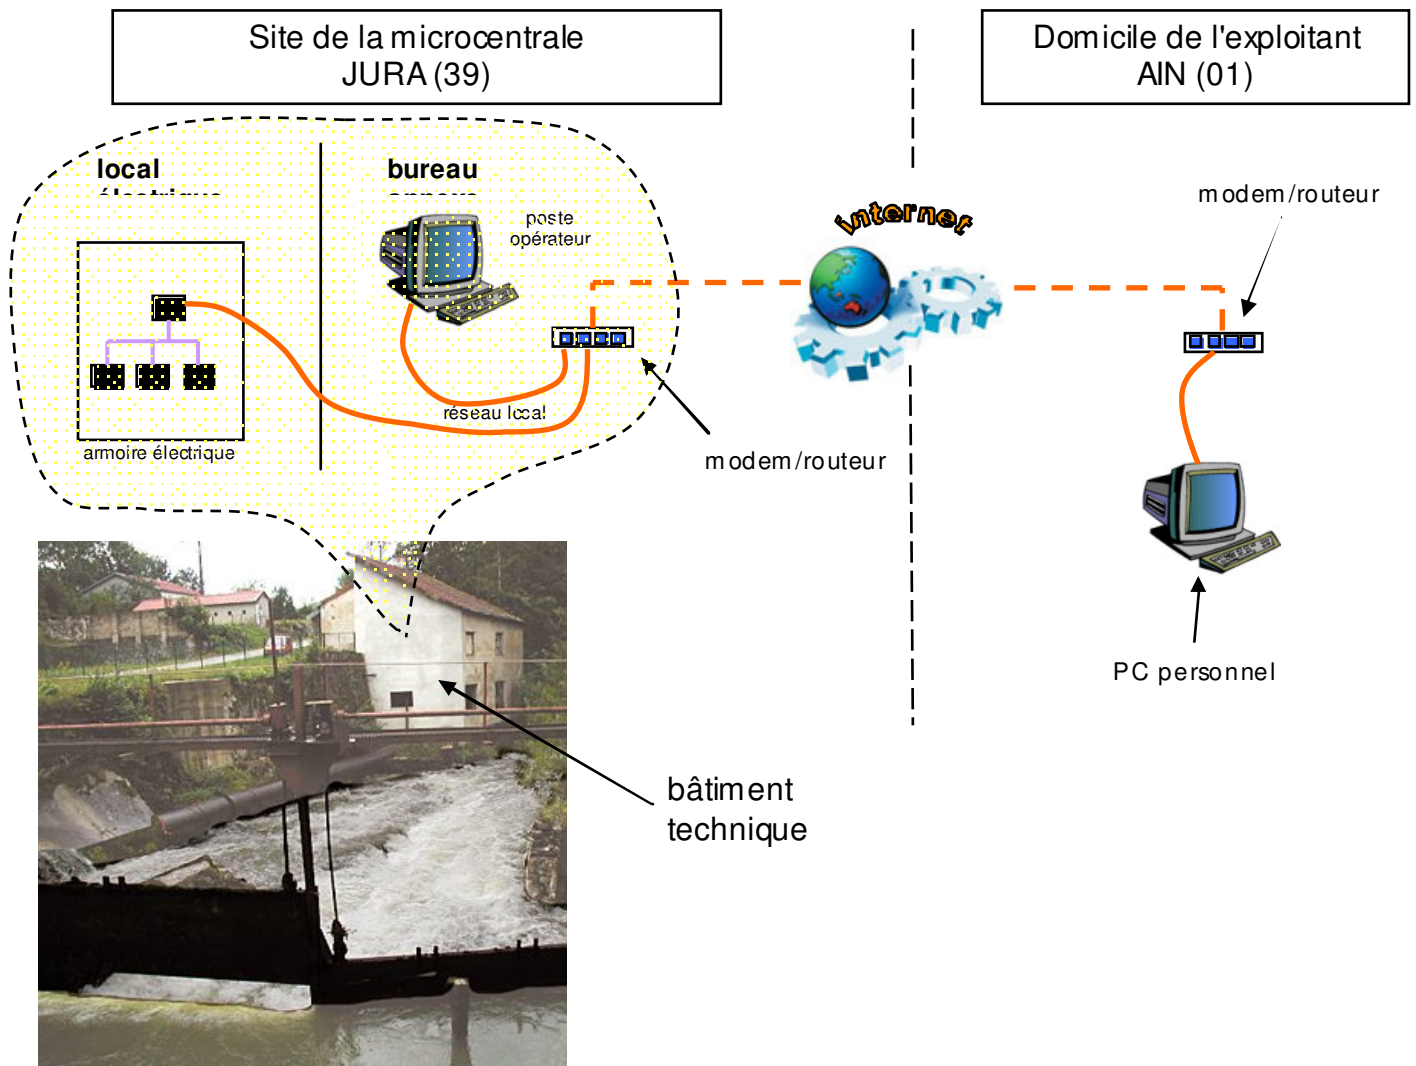 Site de la microcentrale
JURA (39)
Domicile de l'exploitant
AIN (01)
local
bureau
poste
opérateur
internet
modem/routeur
réseau local
armoire électrique
modem/routeur
PC personnel
bâtiment
technique